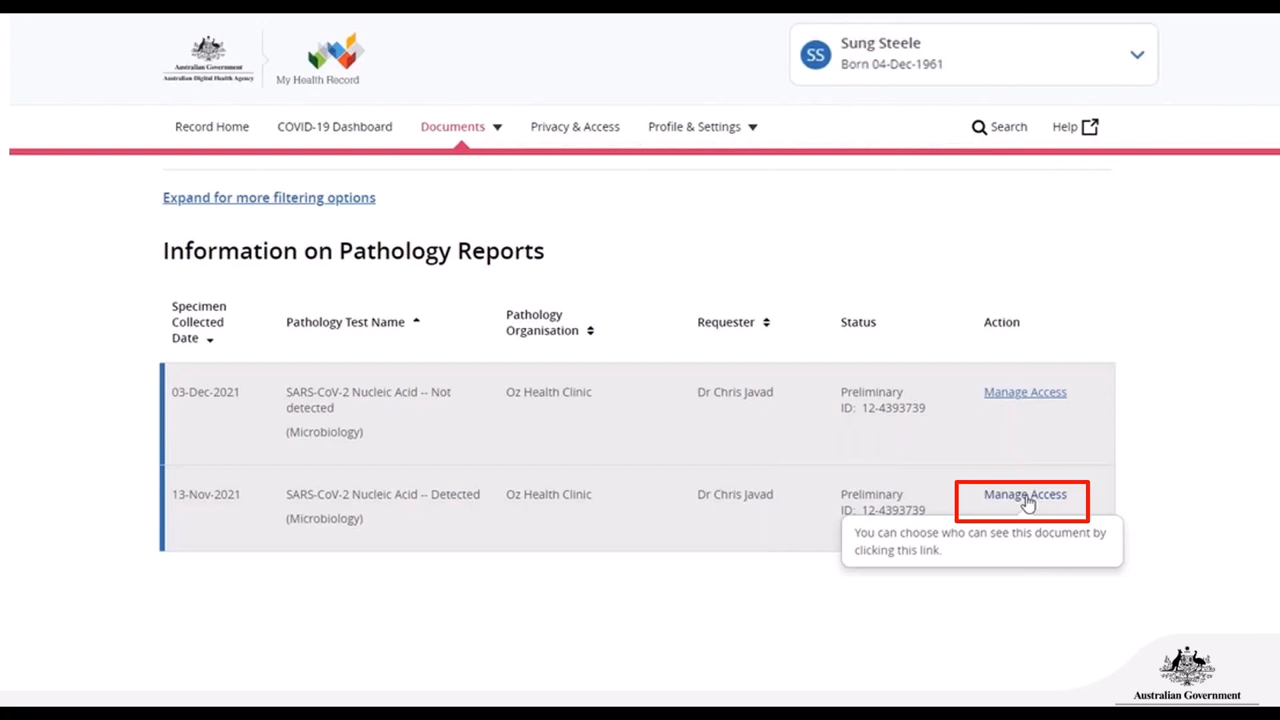 Australian Government
Australian Digital Health Agency
My Health Record
SS
Sung Steele
Born 04-Dec-1961
Record Home
COVID-19 Dashboard
Documents
Privacy & Access
Profile & Settings
Search
Help
Expand for more filtering options
Information on Pathology Reports
Specimen
Collected
Date
Pathology Test Name
Pathology
Organisation
Requester
Status
Action
03-Dec-2021
SARS-CoV-2 Nucleic Acid -- Not
detected
(Microbiology)
Oz Health Clinic
Dr Chris Javad
Preliminary
ID: 12-4393739
Manage Access
13-Nov-2021
SARS-CoV-2 Nucleic Acid -- Detected
(Microbiology)
Oz Health Clinic
Dr Chris Javad
Preliminary
ID: 12-4393739
Manage Access
You can choose who can see this document by
clicking this link.
Australian Government